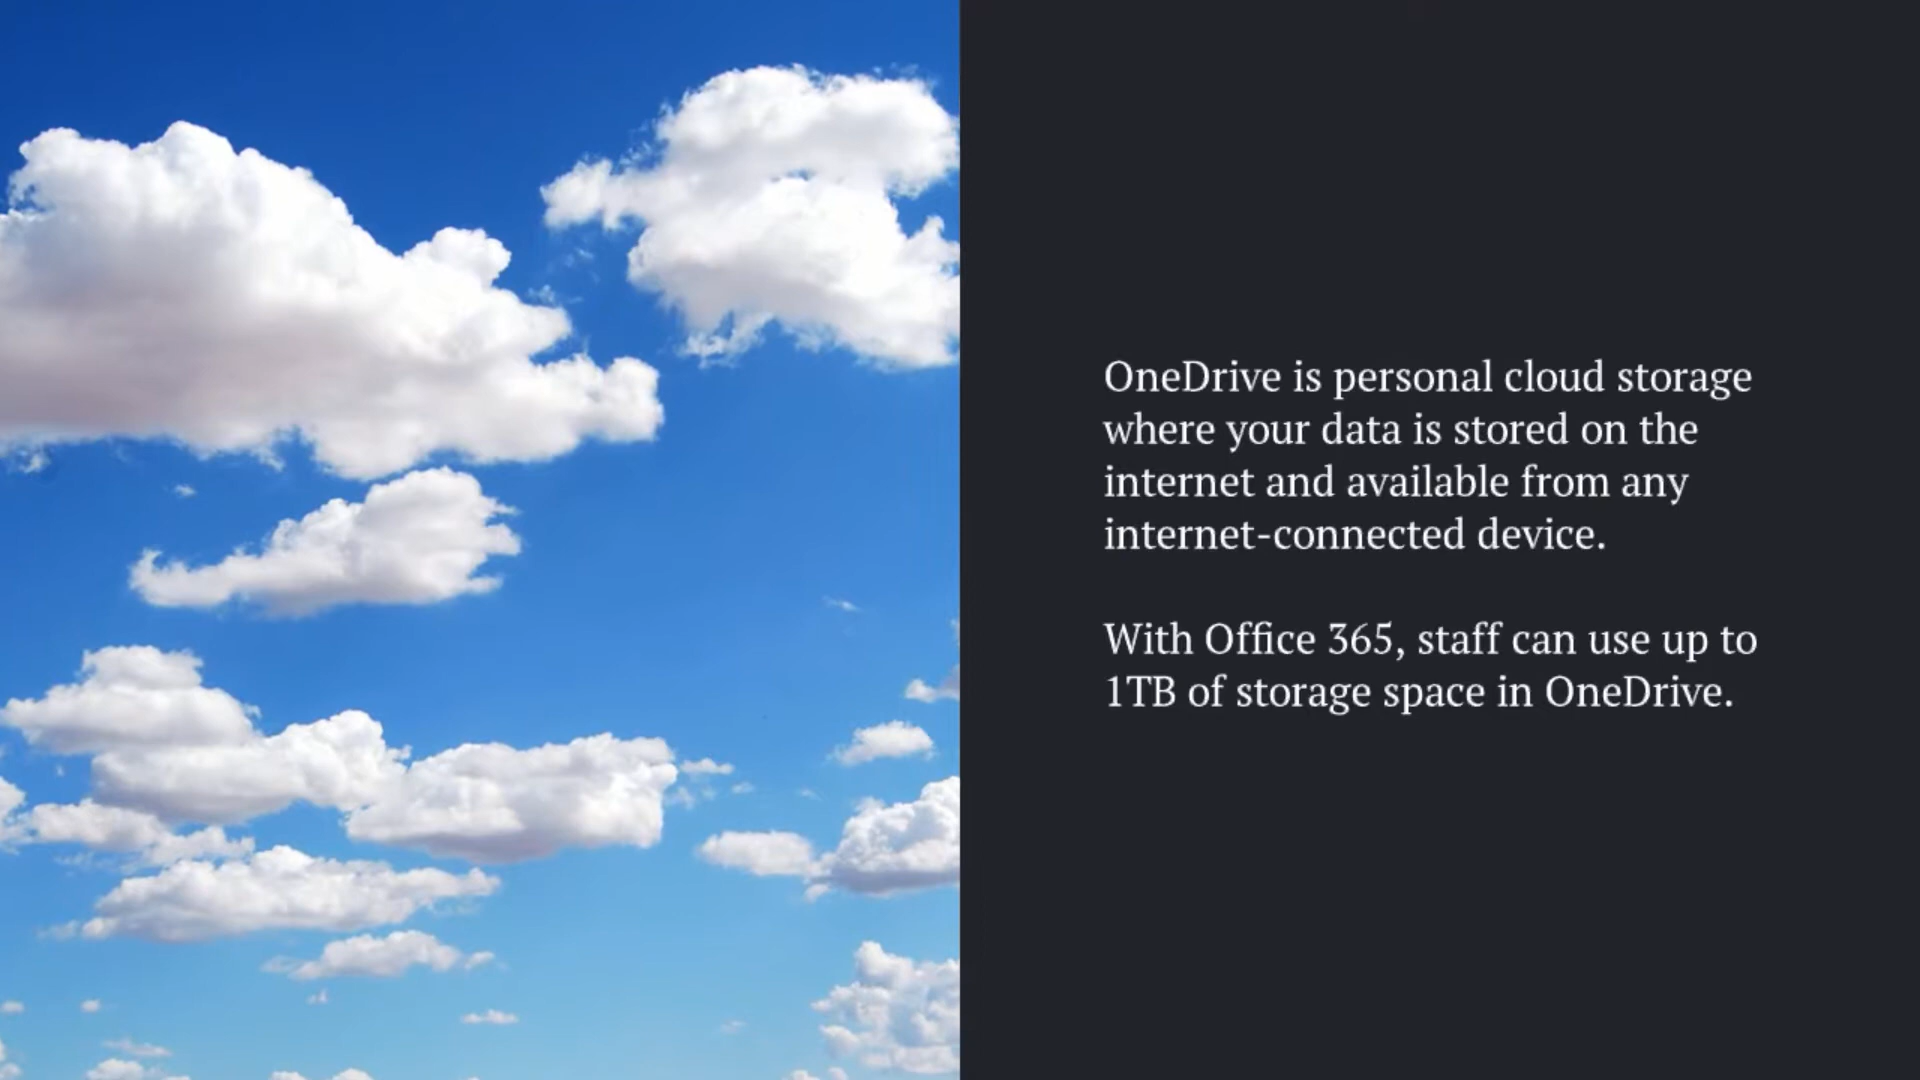 OneDrive is personal cloud storage
where your data is stored on the
internet and available from any
internet-connected device.
With Office 365, staff can use up to
1TB of storage space in OneDrive.